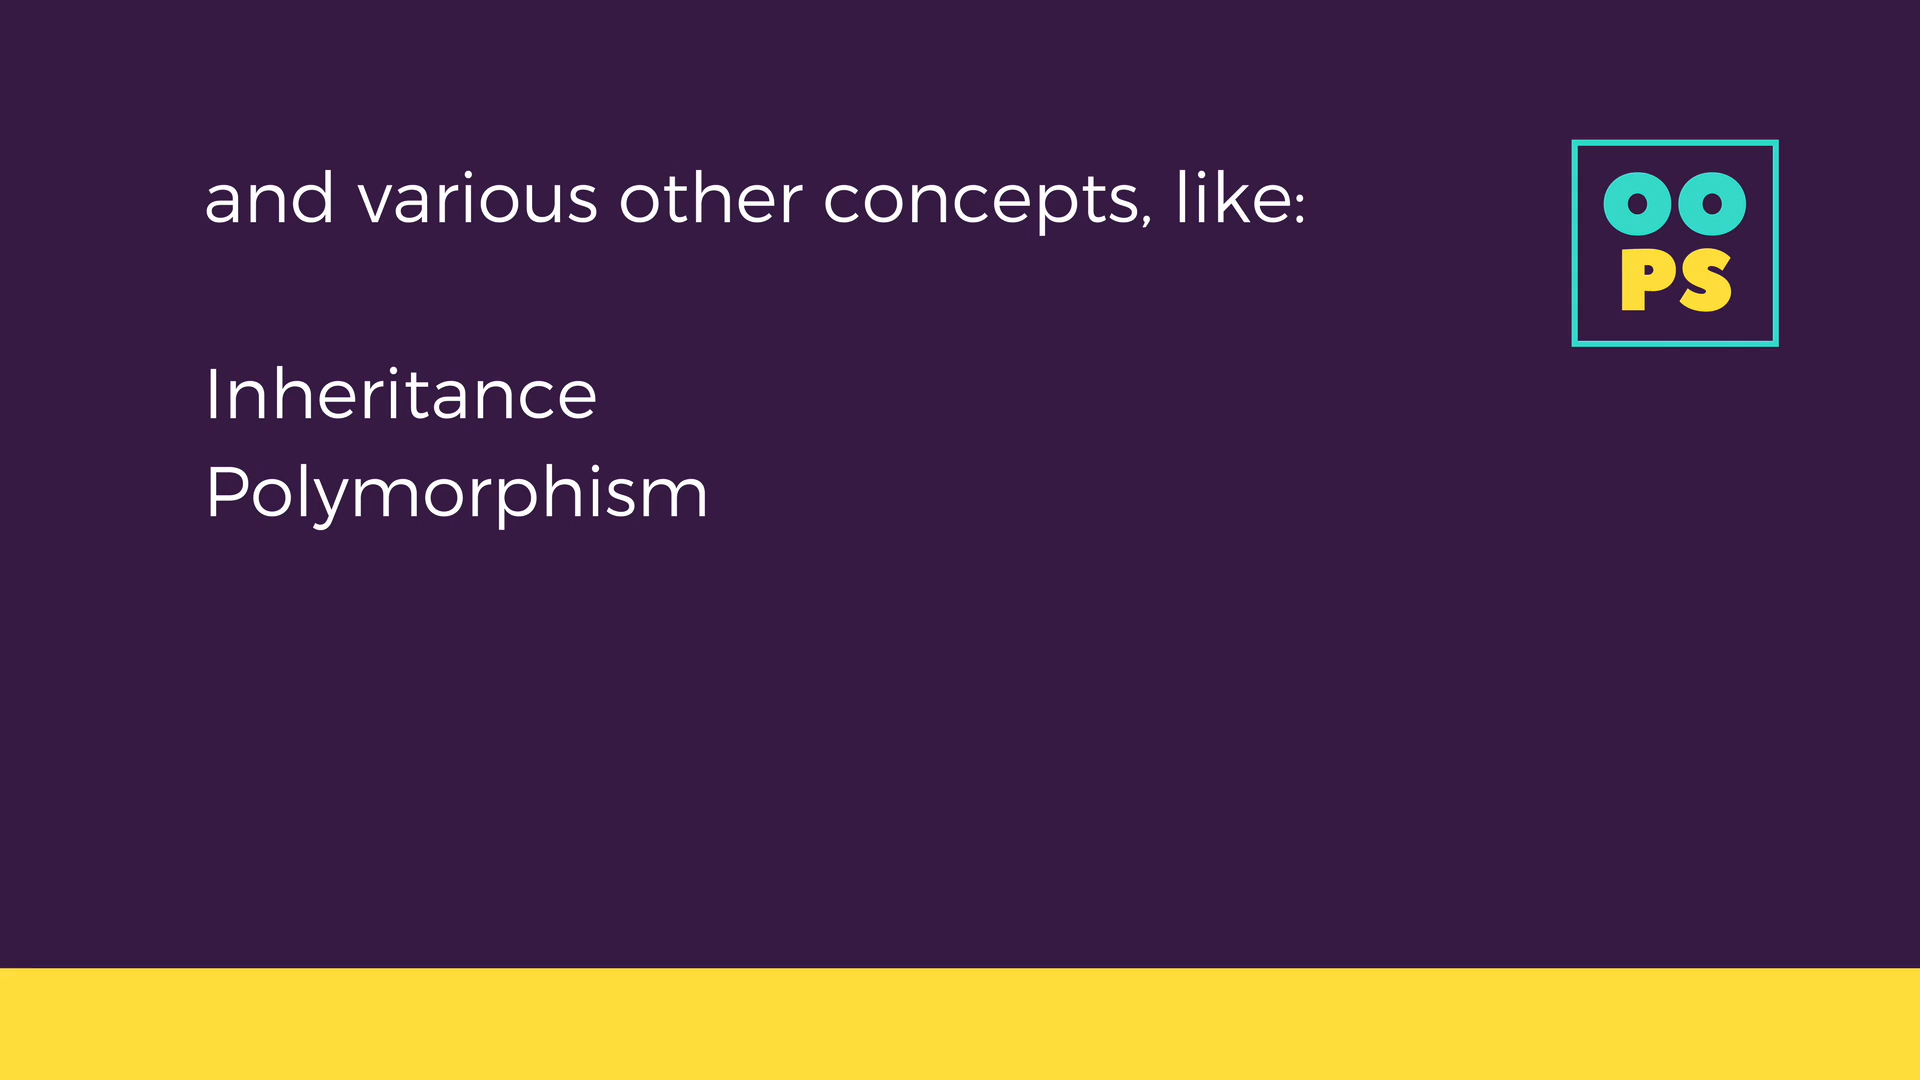 and various other concepts, like:
OO
PS
Inheritance
Polymorphism